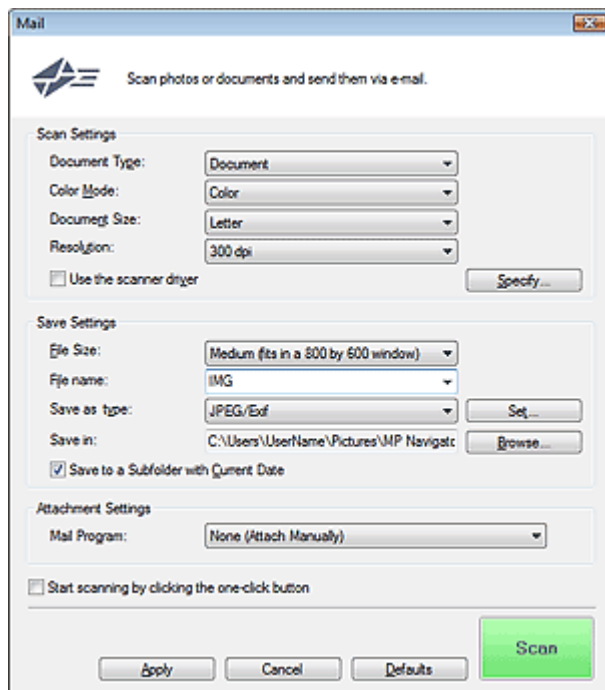 Mail
Scan photos or documents and send them via e-mail.
Scan Settings
Document Type: Document
Color Mode: Color
Document Size: Letter
Resolution: 300 dpi
Use the scanner driver Specify...
Save Settings
File Size: Medium (fits in a 800 by 600 window)
File name: IMG
Save as type: JPEG/Exif Set...
Save in: C:\Users\UserName\Pictures\MP Navigato Browse...
Save to a Subfolder with Current Date
Attachment Settings
Mail Program: None (Attach Manually)
Start scanning by clicking the one-click button
Scan
Apply Cancel Defaults